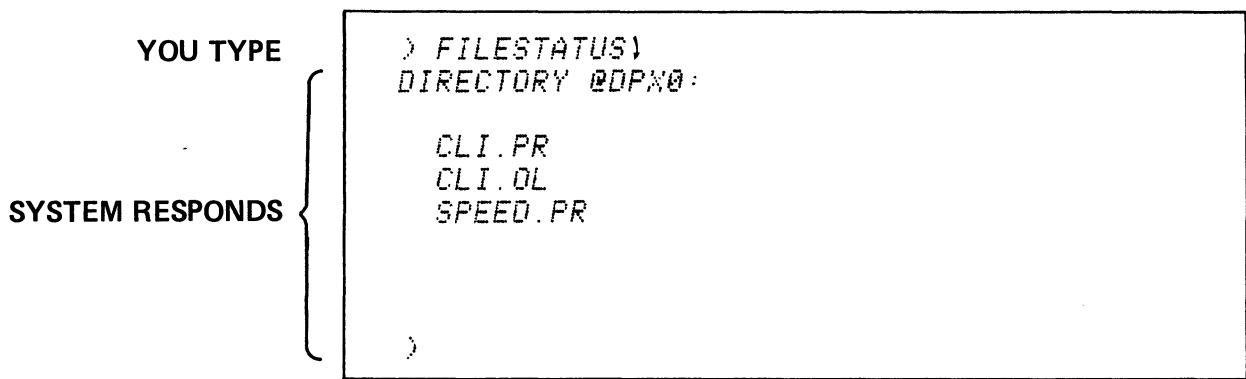 YOU TYPE
) FILESTATUS↓
DIRECTORY @DPX0:
CLI.PR
CLI.OL
SPEED.PR
SYSTEM RESPONDS
)